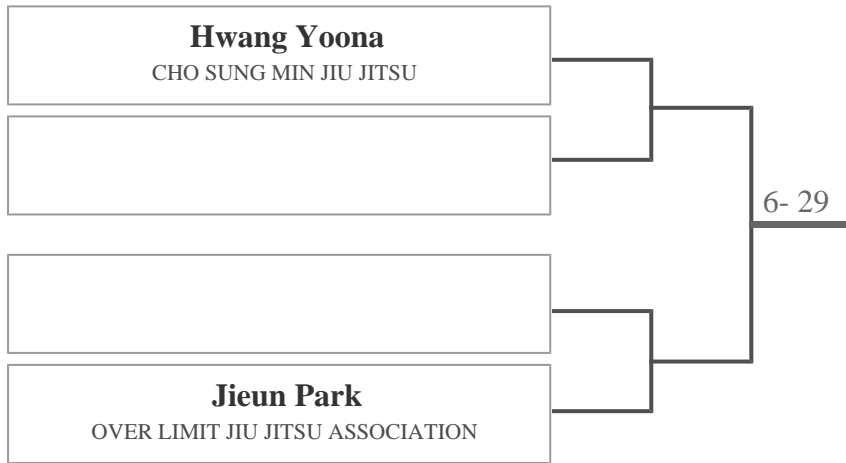 Hwang Yoona
CHO SUNG MIN JIU JITSU
6- 29
Jieun Park
OVER LIMIT JIU JITSU ASSOCIATION